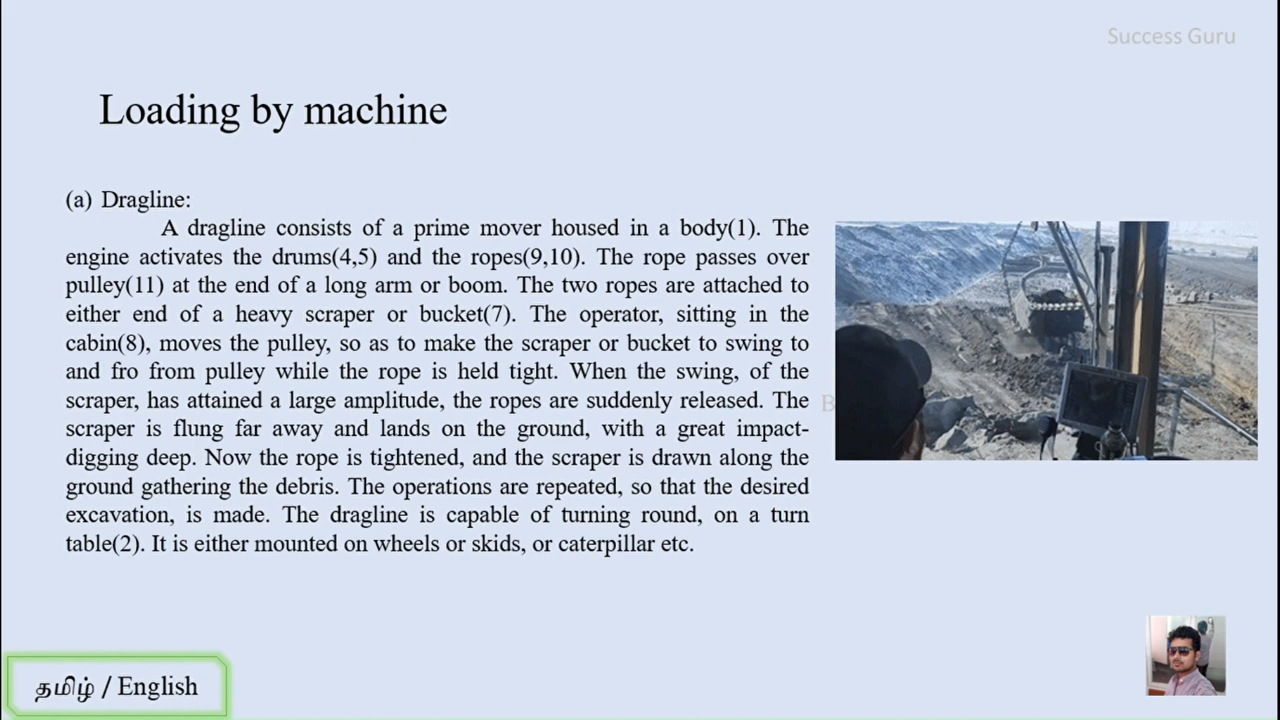 Success Guru
Loading by machine
(a) Dragline:
A dragline consists of a prime mover housed in a body(1). The
engine activates the drums(4,5) and the ropes(9,10). The rope passes over
pulley(11) at the end of a long arm or boom. The two ropes are attached to
either end of a heavy scraper or bucket(7). The operator, sitting in the
cabin(8), moves the pulley, so as to make the scraper or bucket to swing to
and fro from pulley while the rope is held tight. When the swing, of the
scraper, has attained a large amplitude, the ropes are suddenly released. The
scraper is flung far away and lands on the ground, with a great impact-
digging deep. Now the rope is tightened, and the scraper is drawn along the
ground gathering the debris. The operations are repeated, so that the desired
excavation, is made. The dragline is capable of turning round, on a turn
table(2). It is either mounted on wheels or skids, or caterpillar etc.
தமிழ் / English